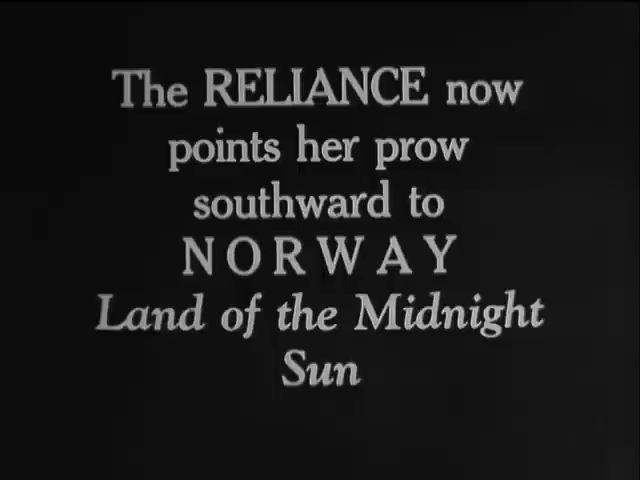 The RELIANCE now
points her prow
southward to
NORWAY
Land of the Midnight
Sun